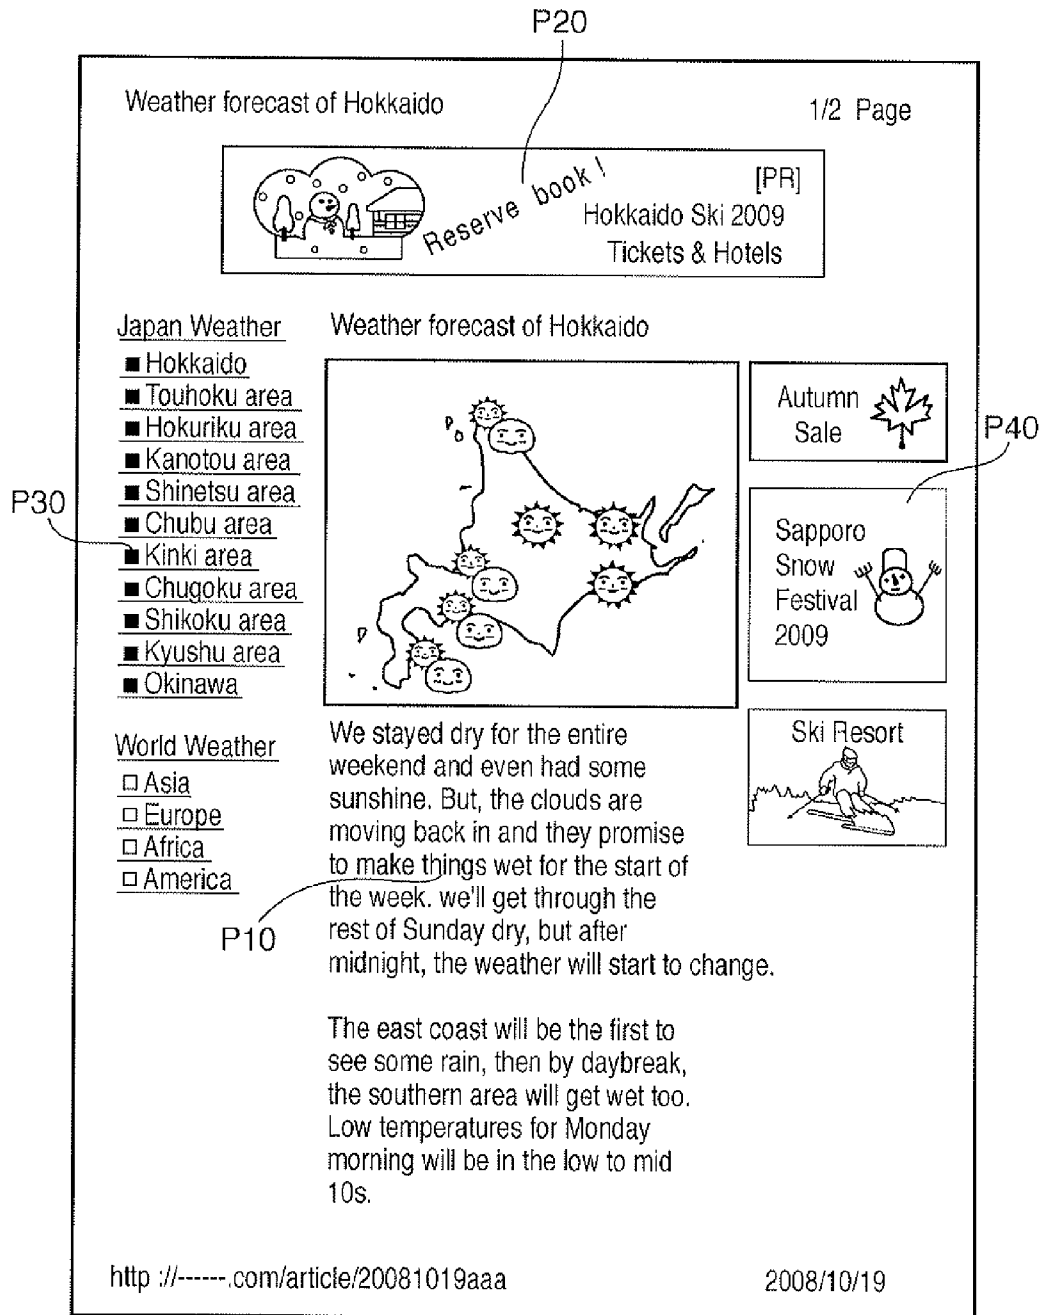 P20
Weather forecast of Hokkaido
1/2 Page
Reserve book !
[PR]
Hokkaido Ski 2009
Tickets & Hotels
Japan Weather
■ Hokkaido
■ Touhoku area
■ Hokuriku area
■ Kanotou area
■ Shinetsu area
■ Chubu area
■ Kinki area
■ Chugoku area
■ Shikoku area
■ Kyushu area
■ Okinawa
P30
World Weather
□ Asia
□ Europe
□ Africa
□ America
Weather forecast of Hokkaido
Autumn
Sale
P40
Sapporo
Snow
Festival
2009
Ski Resort
We stayed dry for the entire
weekend and even had some
sunshine. But, the clouds are
moving back in and they promise
to make things wet for the start of
the week. we'll get through the
rest of Sunday dry, but after
midnight, the weather will start to change.
P10
The east coast will be the first to
see some rain, then by daybreak,
the southern area will get wet too.
Low temperatures for Monday
morning will be in the low to mid
10s.
http ://------.com/article/20081019aaa
2008/10/19